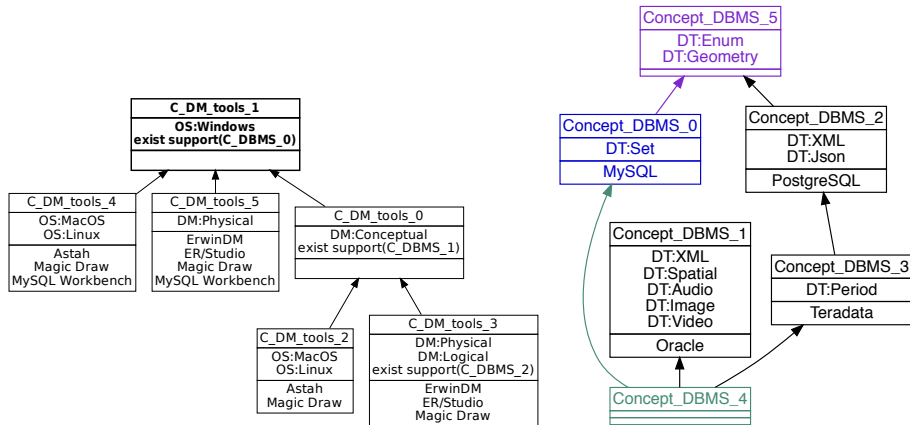 C_DM_tools_1
OS:Windows
exist support(C_DBMS_0)
C_DM_tools_4
OS:MacOS
OS:Linux
Astah
Magic Draw
MySQL Workbench
C_DM_tools_5
DM:Physical
ErwinDM
ER/Studio
Magic Draw
MySQL Workbench
C_DM_tools_0
DM:Conceptual
exist support(C_DBMS_1)
C_DM_tools_2
OS:MacOS
OS:Linux
Astah
Magic Draw
C_DM_tools_3
DM:Physical
DM:Logical
exist support(C_DBMS_2)
ErwinDM
ER/Studio
Magic Draw
Concept_DBMS_5
DT:Enum
DT:Geometry
Concept_DBMS_0
DT:Set
MySQL
Concept_DBMS_2
DT:XML
DT:Json
PostgreSQL
Concept_DBMS_1
DT:XML
DT:Spatial
DT:Audio
DT:Image
DT:Video
Oracle
Concept_DBMS_3
DT:Period
Teradata
Concept_DBMS_4